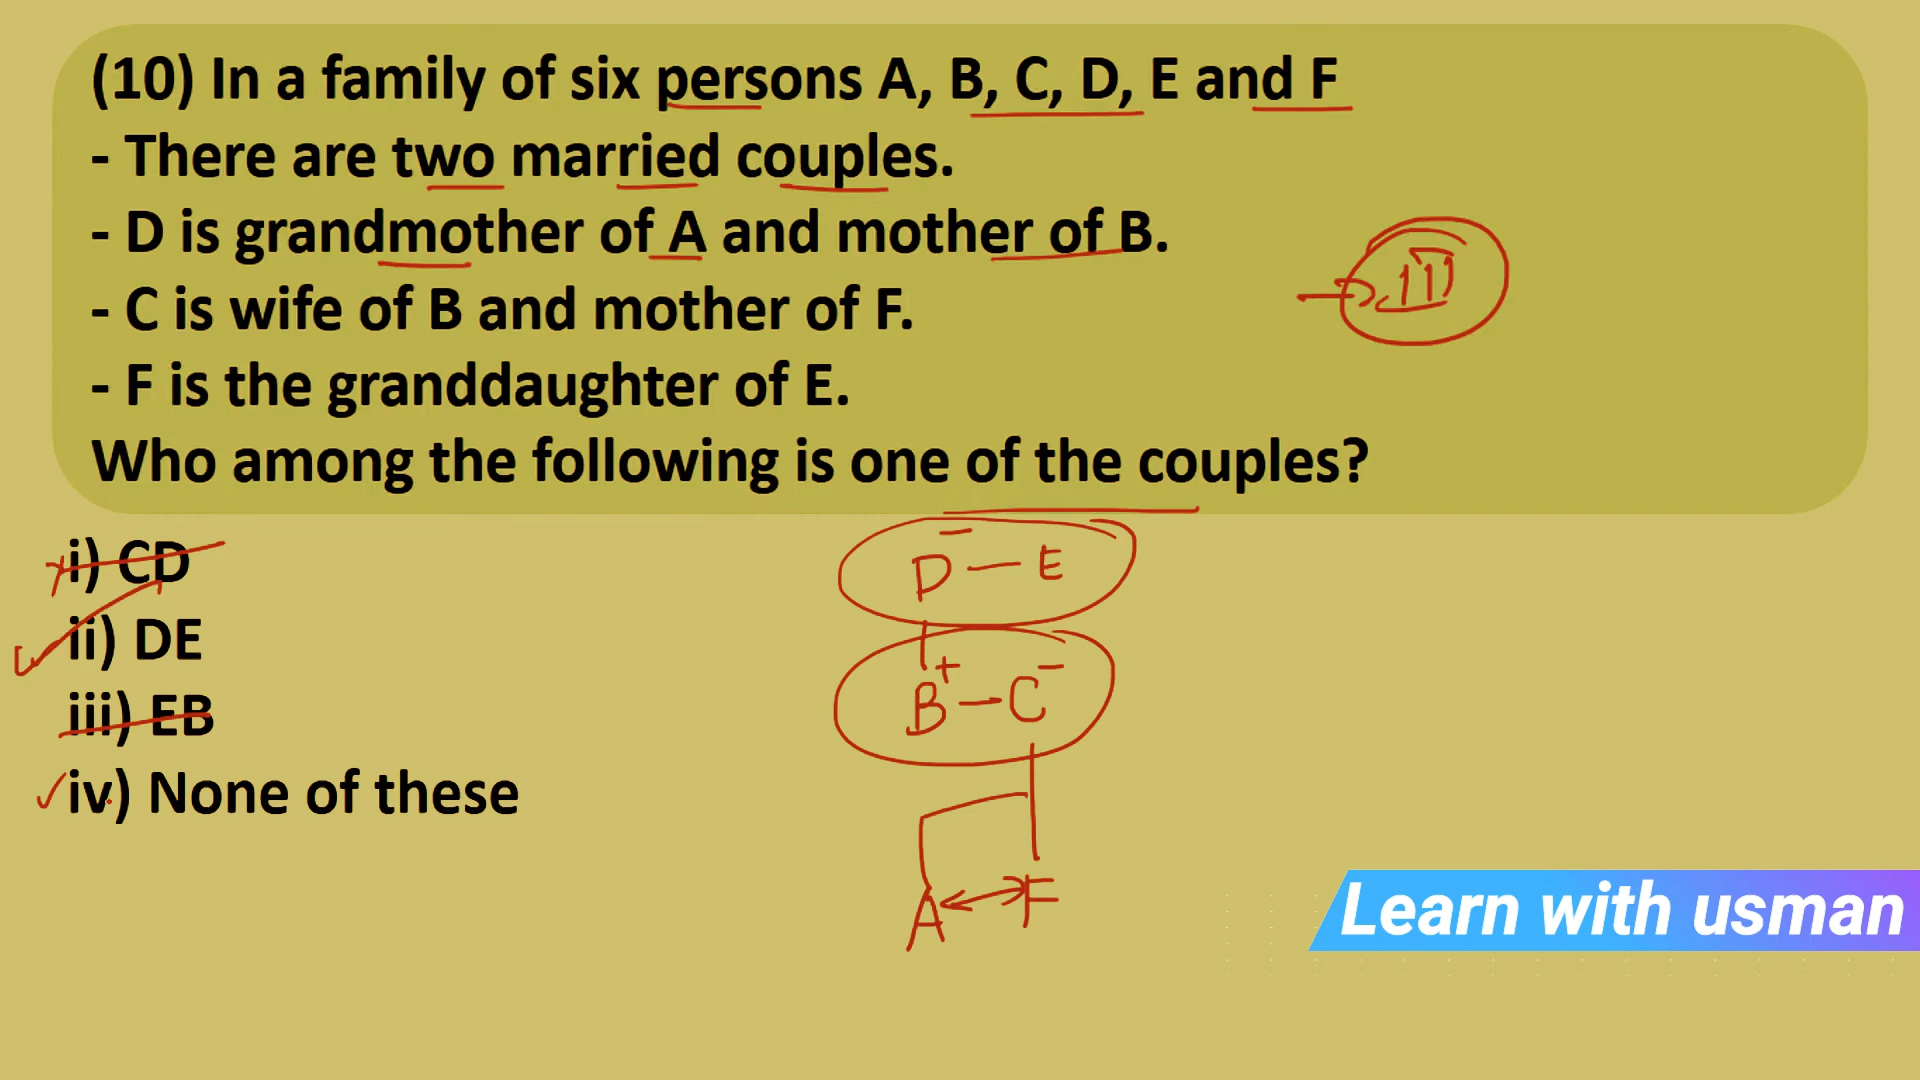 (10) In a family of six persons A, B, C, D, E and F
- There are two married couples.
- D is grandmother of A and mother of B.
- C is wife of B and mother of F.
- F is the granddaughter of E.
Who among the following is one of the couples?
i) CD
ii) DE
iii) EB
iv) None of these
D — E
B+ — C-
A F
Learn with usman